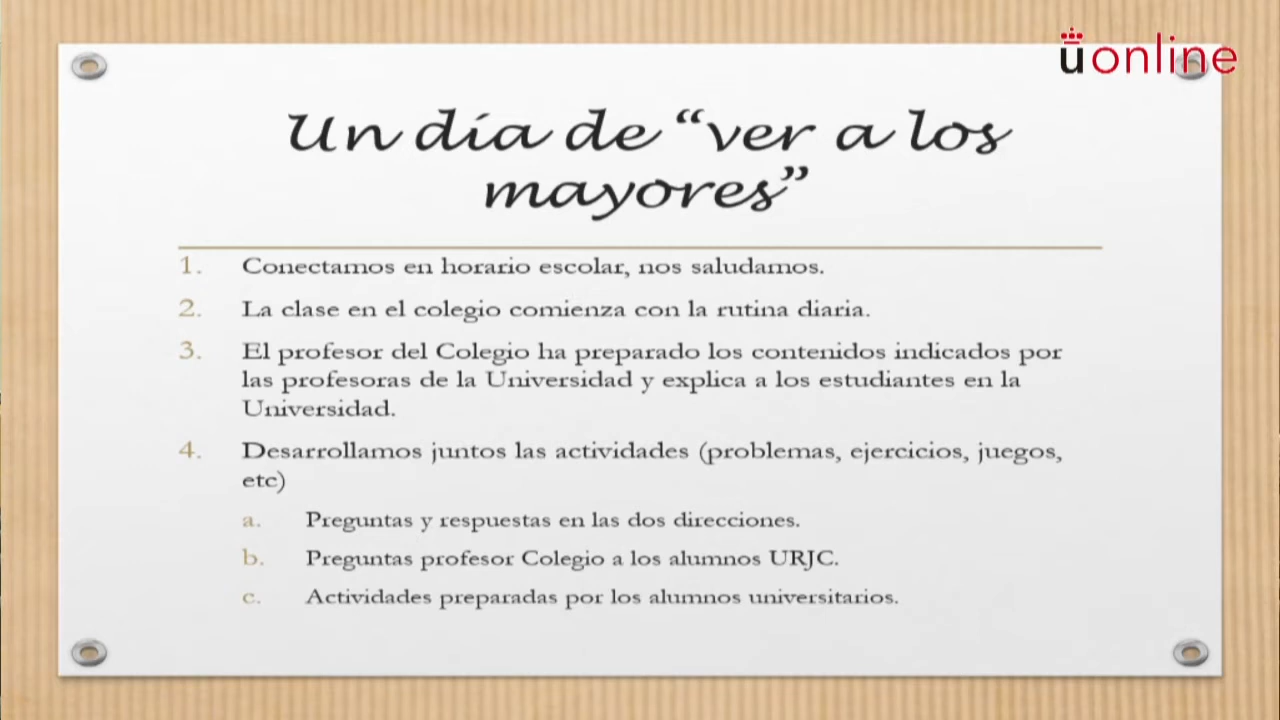 uonline
Un día de “ver a los
mayores”
1. Conectamos en horario escolar, nos saludamos.
2. La clase en el colegio comienza con la rutina diaria.
3. El profesor del Colegio ha preparado los contenidos indicados por
las profesoras de la Universidad y explica a los estudiantes en la
Universidad.
4. Desarrollamos juntos las actividades (problemas, ejercicios, juegos,
etc)
a. Preguntas y respuestas en las dos direcciones.
b. Preguntas profesor Colegio a los alumnos URJC.
c. Actividades preparadas por los alumnos universitarios.